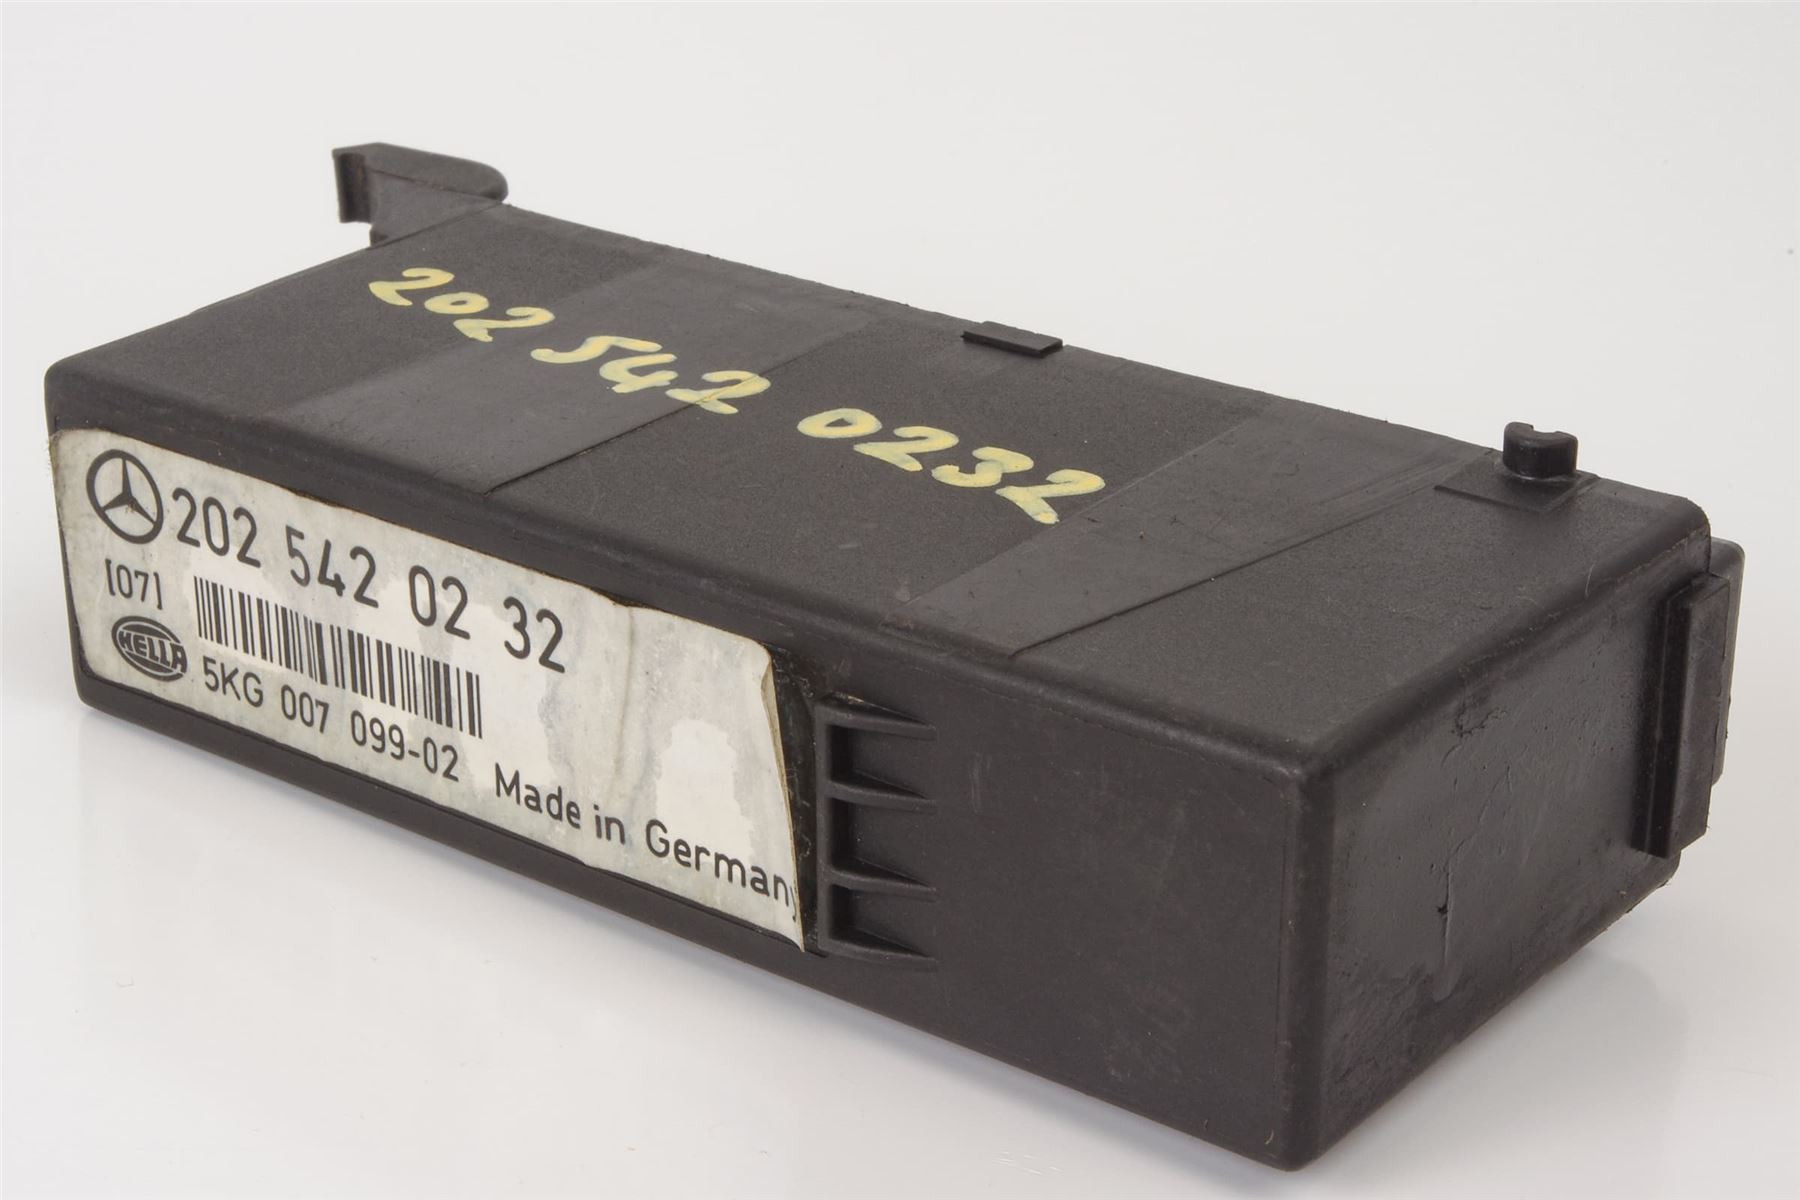 202 542 0232
202 542 02 32
[07]
HELLA
5KG 007 099-02
Made in Germany